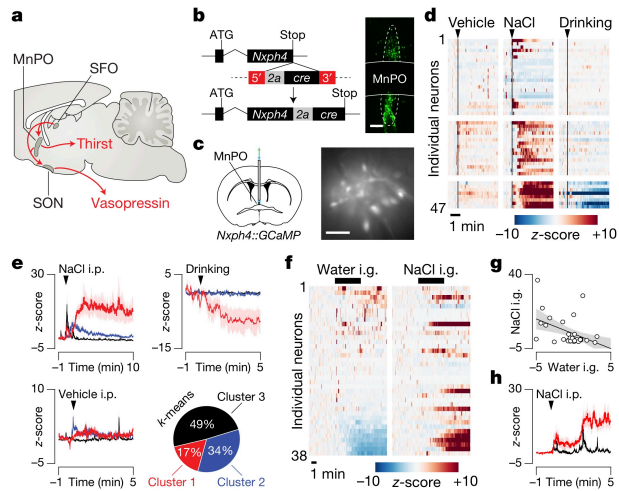 a
MnPO
SFO
Thirst
SON
Vasopressin
b
ATG
Stop
Nxph4
5′ 2a cre 3′
ATG
Stop
Nxph4 2a cre
MnPO
c
MnPO
Nxph4::GCaMP
d
Vehicle NaCl Drinking
1
Individual neurons
47
1 min
−10 z-score +10
e
NaCl i.p.
30
z-score
−5
−1 Time (min) 10
Drinking
5
z-score
−15
−1 Time (min) 5
Vehicle i.p.
10
z-score
−5
−1 Time (min) 5
k-means
Cluster 3
49%
17%
34%
Cluster 1
Cluster 2
f
Water i.g. NaCl i.g.
1
Individual neurons
38
1 min
−10 z-score +10
g
40
NaCl i.g.
−5
−5 Water i.g. 5
h
NaCl i.p.
30
z-score
−5
−1 Time (min) 5